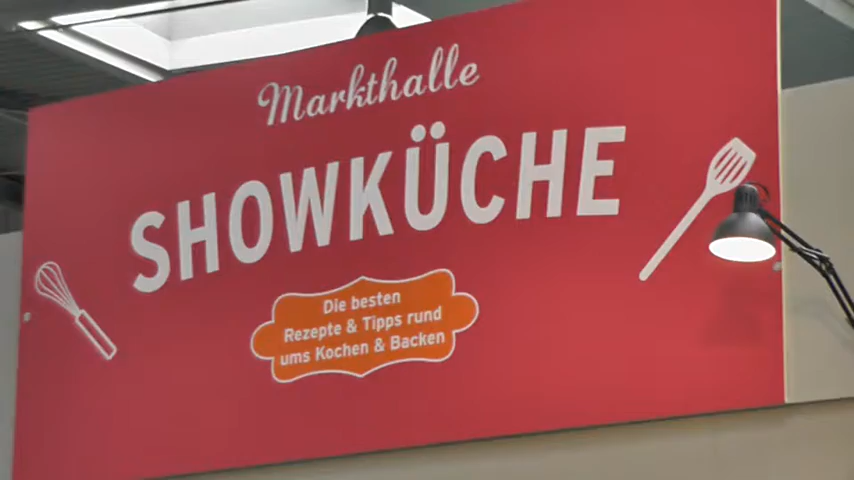 Markthalle
SHOWKÜCHE
Die besten
Rezepte & Tipps rund
ums Kochen & Backen